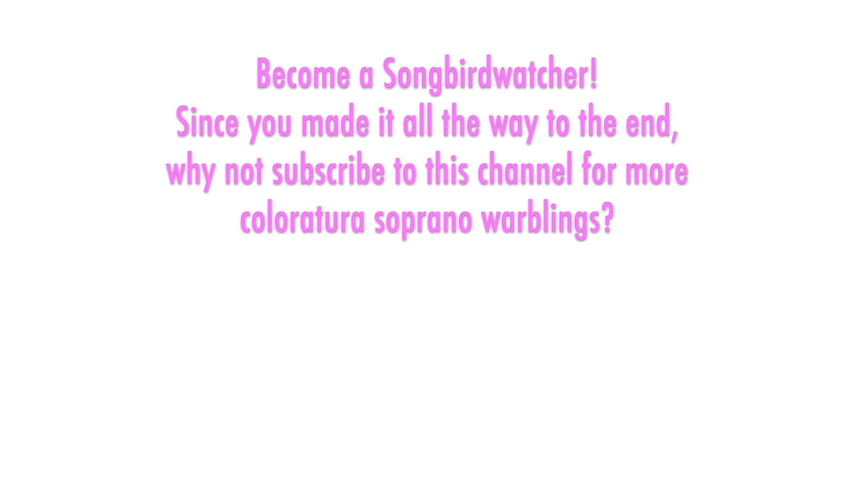 Become a Songbirdwatcher!
Since you made it all the way to the end,
why not subscribe to this channel for more
coloratura soprano warblings?